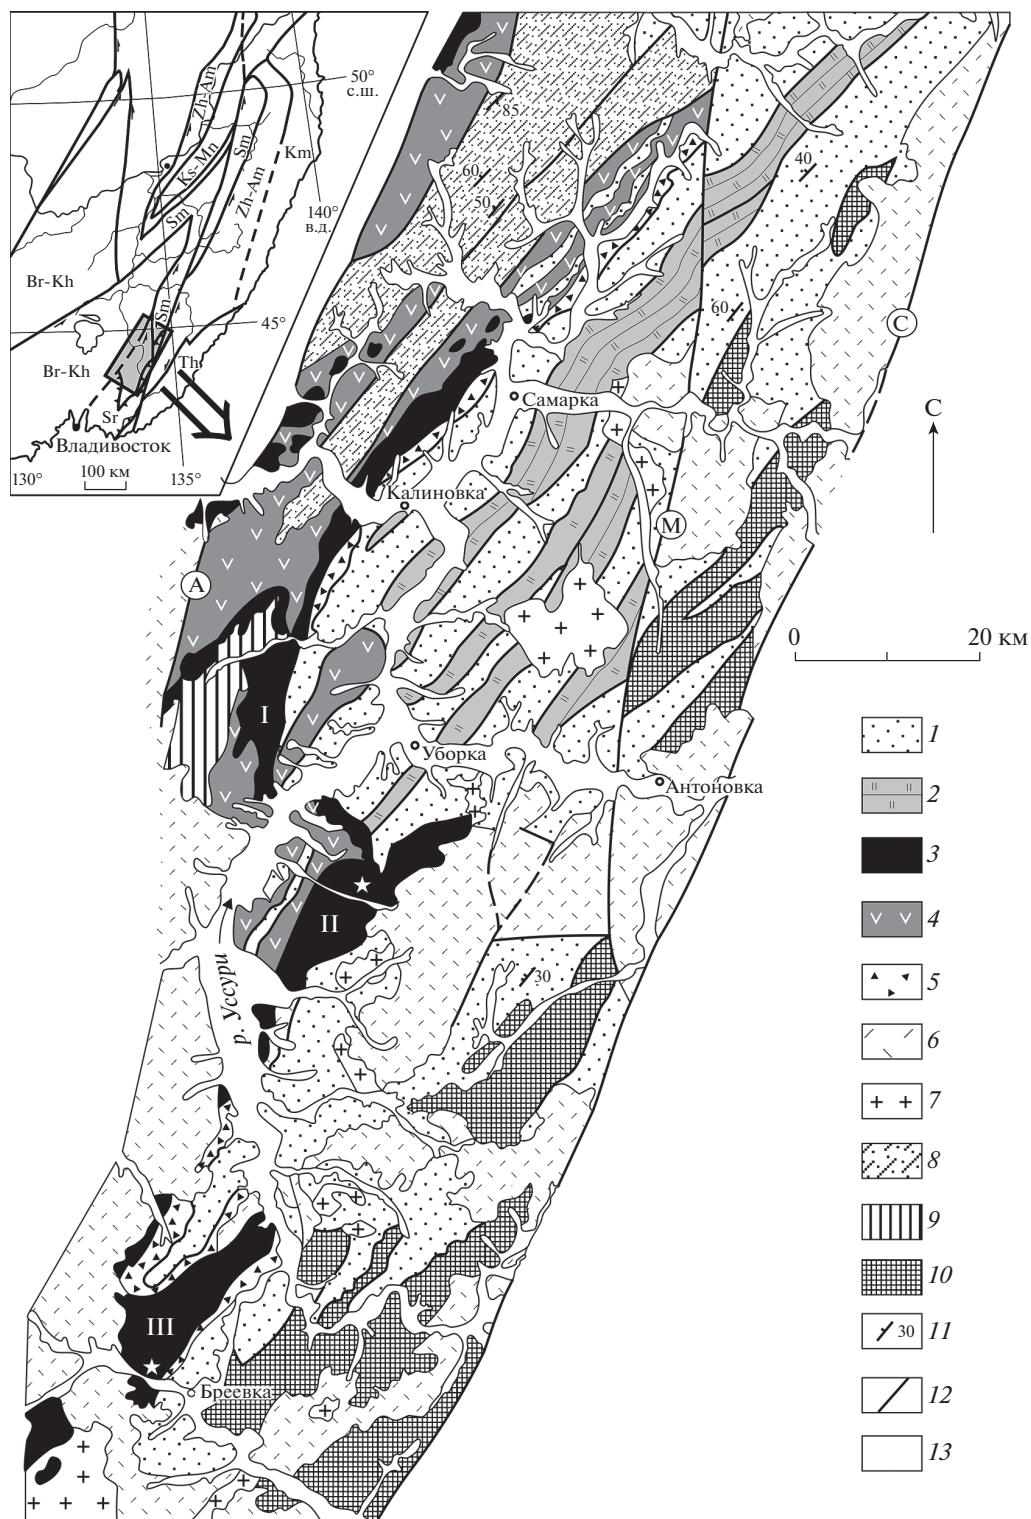 50°
с.ш.
Zh-Am
Ks-Mn
Sm
Km
Zh-Am
Sm
140°
в.д.
Br-Kh
Sm
45°
Br-Kh
Th
Sr
Владивосток
100 км
130°
135°
85
60
50
40
60
С
Самарка
С
Калиновка
М
А
0
20 км
I
Уборка
Антоновка
1
2
3
4
5
6
7
8
9
10
30
11
12
13
II
р. Уссури
30
III
Бреевка